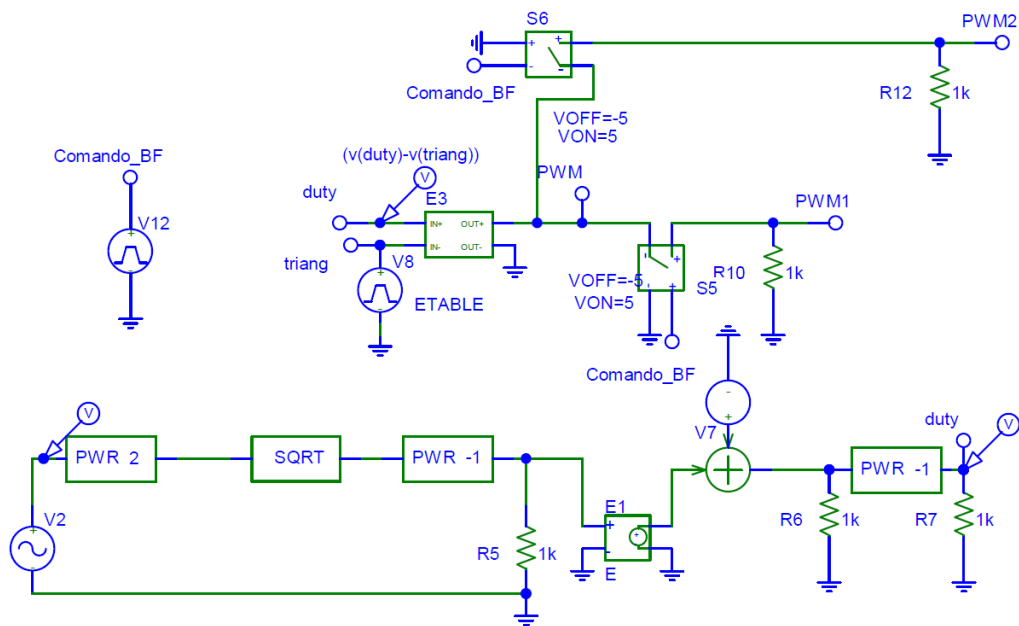 S6
PWM2
+
+
-
-
Comando_BF
R12
1k
VOFF=-5
VON=5
Comando_BF
(v(duty)-v(triang))
PWM
V
duty
E3
PWM1
V12
+
IN+
OUT+
IN-
OUT-
triang
V8
+
-
+
R10
1k
VOFF=-5
VON=5
-
+
S5
ETABLE
Comando_BF
-
+
V7
duty
V
V
PWR 2
SQRT
PWR -1
PWR -1
V2
+
E1
+
+
-
E
R5
1k
R6
1k
R7
1k